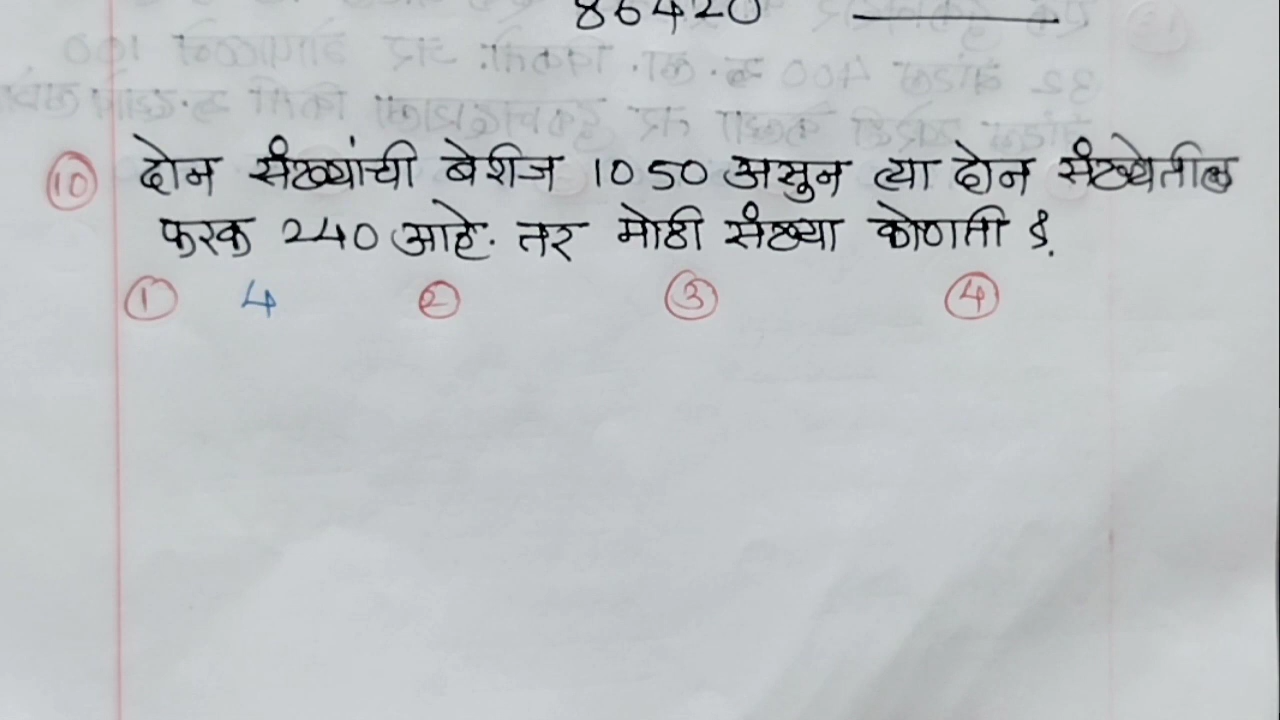 86420
10 दोन संख्यांची बेरीज 1050 असुन त्या दोन संख्येतील
फरक 240 आहे. तर मोठी संख्या कोणती ?.
1 4 2 3 4